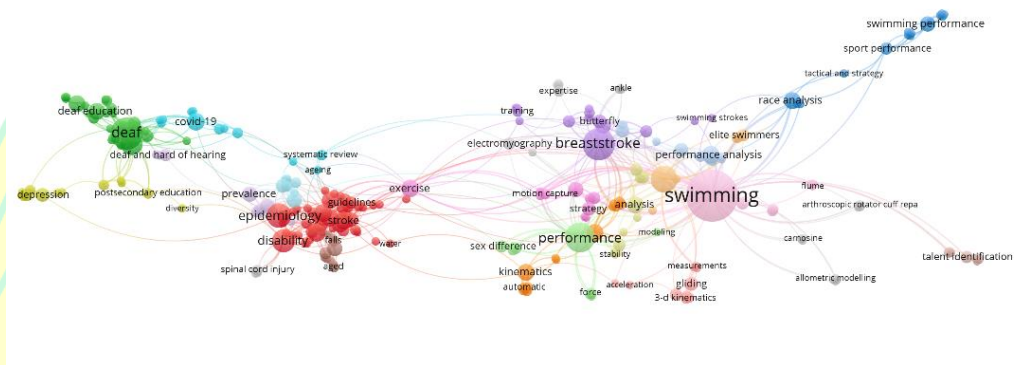 swimming performance
sport performance
tactical and strategy
expertise
ankle
race analysis
deaf education
training
covid-19
butterfly
swimming strokes
deaf
elite swimmers
electromyography
breaststroke
deaf and hard of hearing
systematic review
performance analysis
ageing
exercise
flume
depression
postsecondary education
prevalence
motion capture
swimming
guidelines
arthroscopic rotator cuff repa
diversity
strategy
analysis
epidemiology
stroke
modeling
disability
falls
water
performance
carnosine
sex difference
stability
talent identification
spinal cord injury
aged
measurements
kinematics
allometric modelling
automatic
force
acceleration
gliding
3-d kinematics